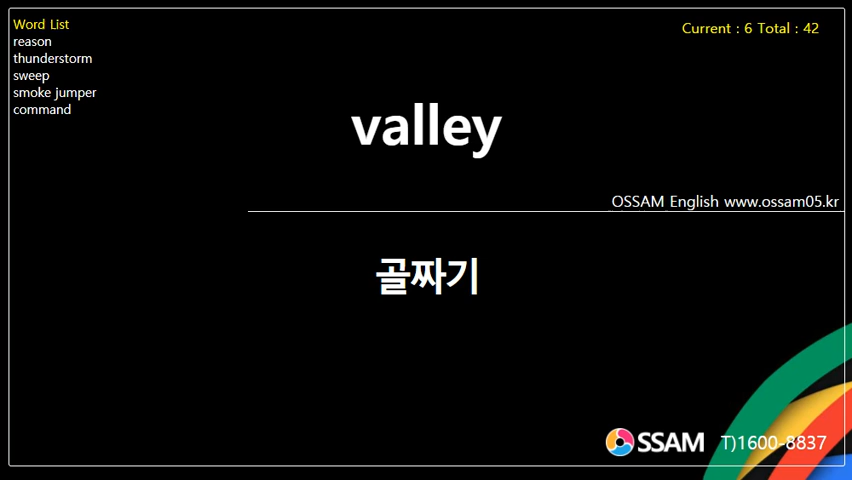 Word List
reason
thunderstorm
sweep
smoke jumper
command
Current : 6 Total : 42
valley
OSSAM English www.ossam05.kr
골짜기
SSAM T)1600-8837